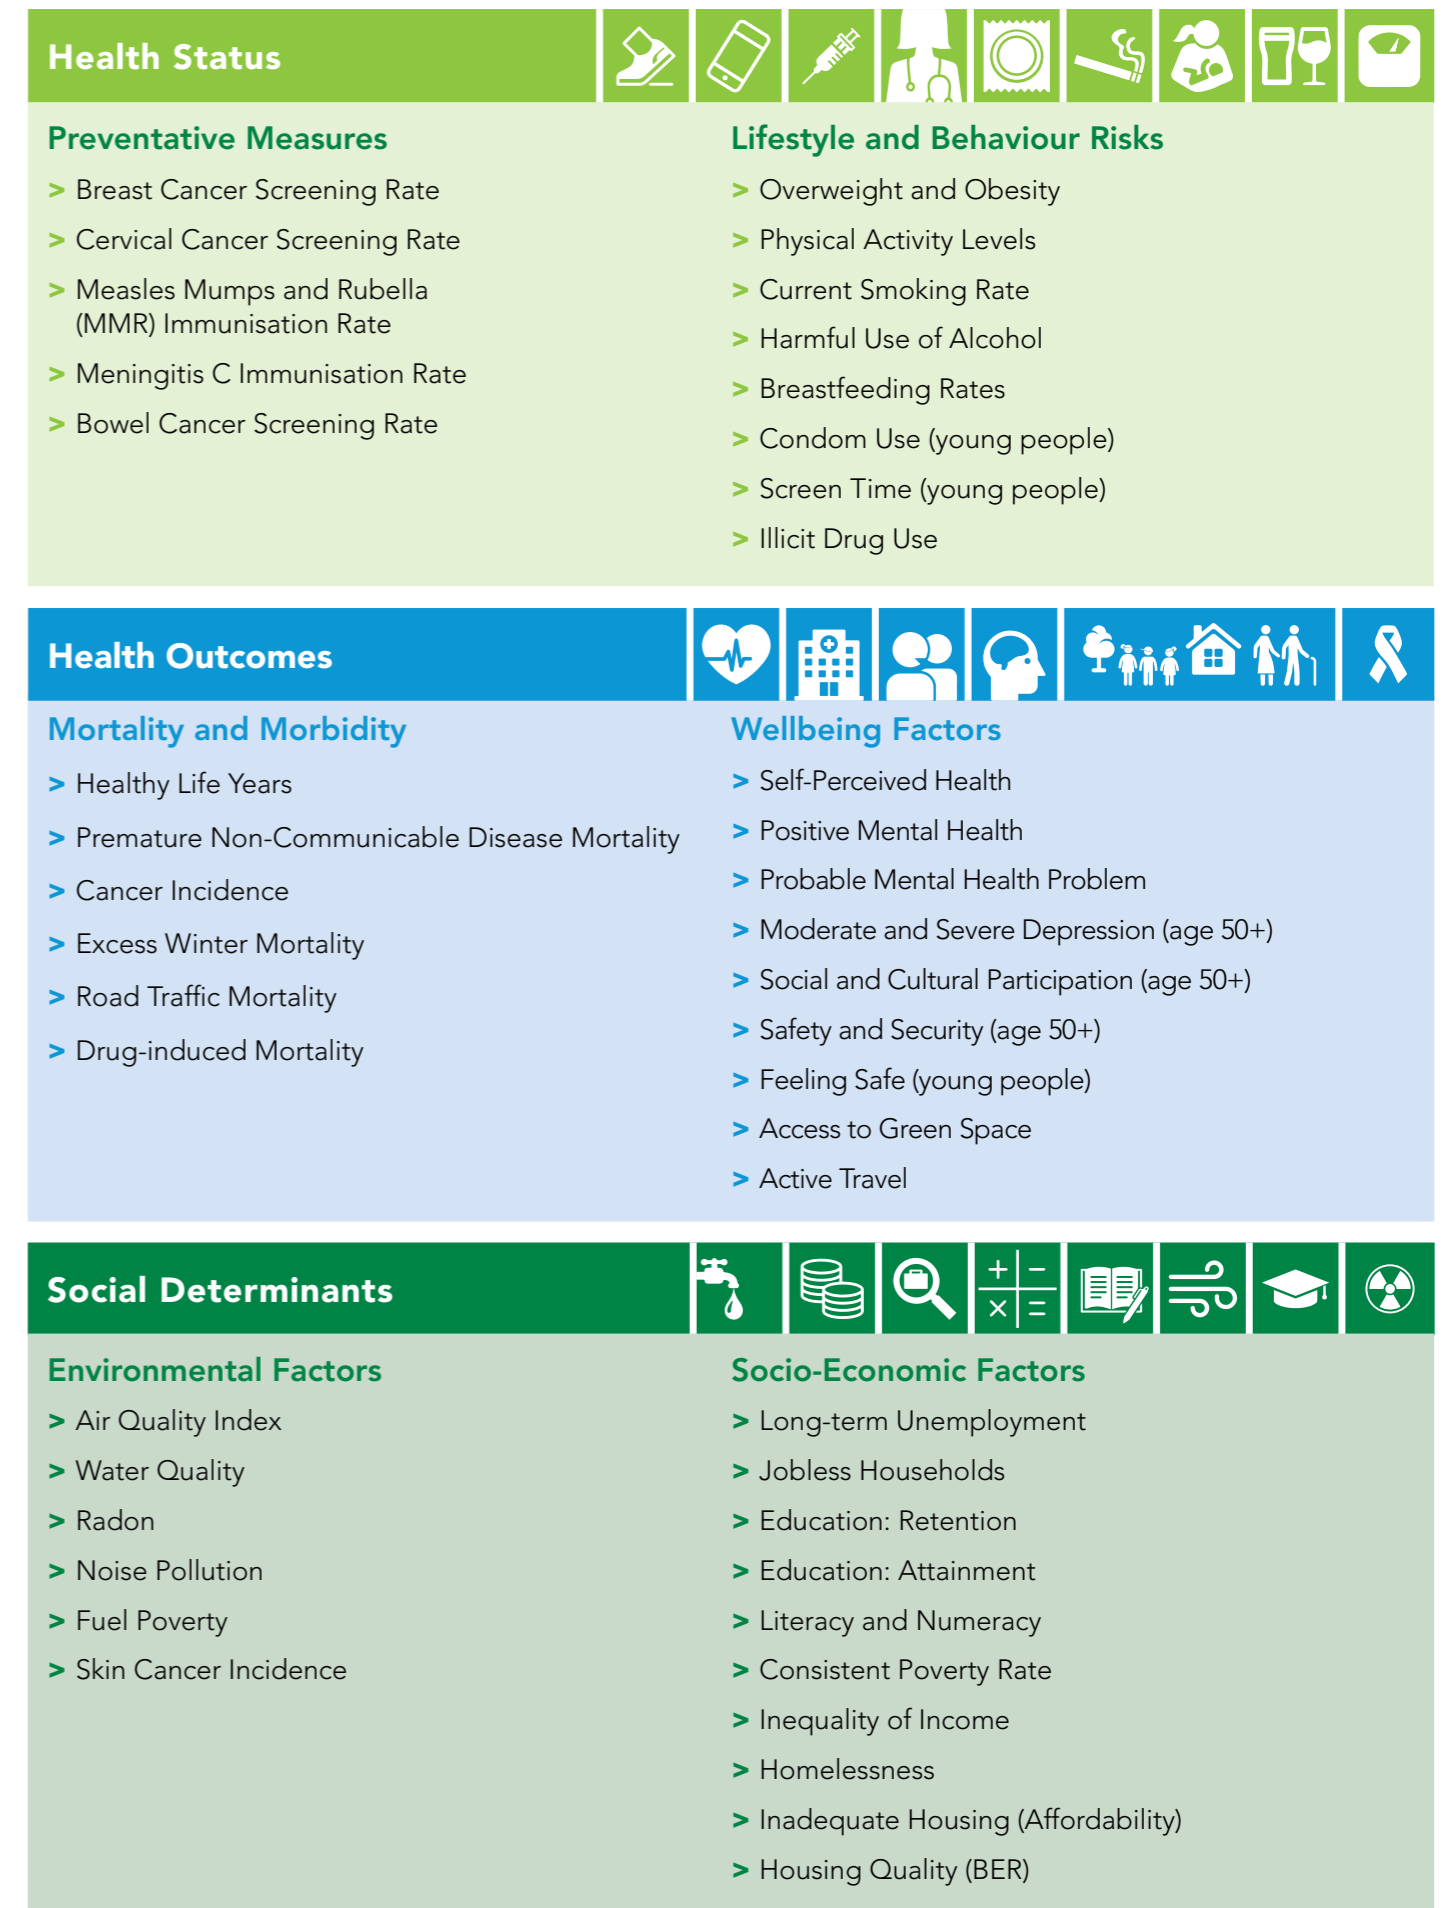 Health Status
Preventative Measures
> Breast Cancer Screening Rate
> Cervical Cancer Screening Rate
> Measles Mumps and Rubella
(MMR) Immunisation Rate
> Meningitis C Immunisation Rate
> Bowel Cancer Screening Rate
Lifestyle and Behaviour Risks
> Overweight and Obesity
> Physical Activity Levels
> Current Smoking Rate
> Harmful Use of Alcohol
> Breastfeeding Rates
> Condom Use (young people)
> Screen Time (young people)
> Illicit Drug Use
Health Outcomes
Mortality and Morbidity
> Healthy Life Years
> Premature Non-Communicable Disease Mortality
> Cancer Incidence
> Excess Winter Mortality
> Road Traffic Mortality
> Drug-induced Mortality
Wellbeing Factors
> Self-Perceived Health
> Positive Mental Health
> Probable Mental Health Problem
> Moderate and Severe Depression (age 50+)
> Social and Cultural Participation (age 50+)
> Safety and Security (age 50+)
> Feeling Safe (young people)
> Access to Green Space
> Active Travel
Social Determinants
Environmental Factors
> Air Quality Index
> Water Quality
> Radon
> Noise Pollution
> Fuel Poverty
> Skin Cancer Incidence
Socio-Economic Factors
> Long-term Unemployment
> Jobless Households
> Education: Retention
> Education: Attainment
> Literacy and Numeracy
> Consistent Poverty Rate
> Inequality of Income
> Homelessness
> Inadequate Housing (Affordability)
> Housing Quality (BER)